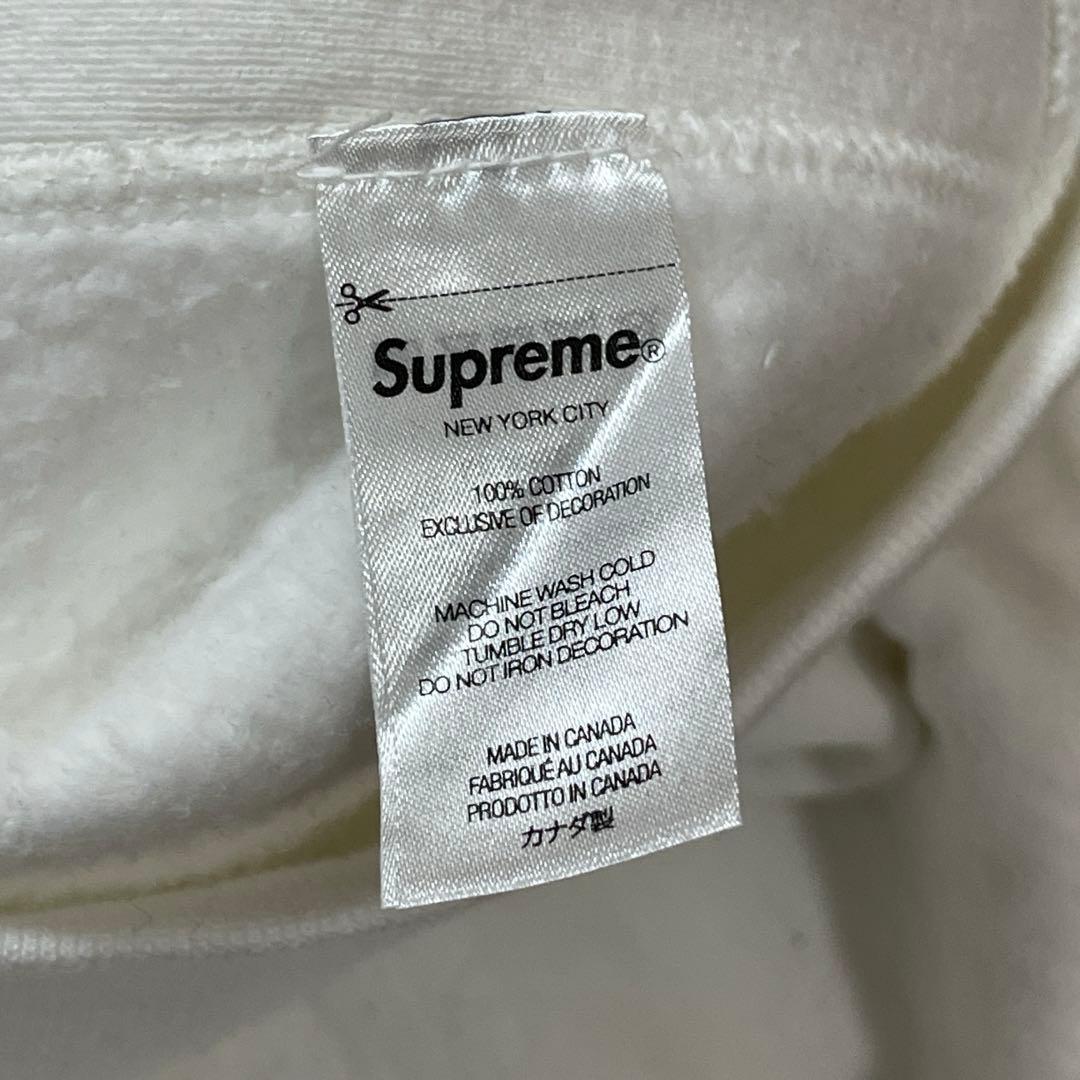 Supreme®
NEW YORK CITY
100% COTTON
EXCLUSIVE OF DECORATION
MACHINE WASH COLD
DO NOT BLEACH
TUMBLE DRY LOW
DO NOT IRON DECORATION
MADE IN CANADA
FABRIQUÉ AU CANADA
PRODOTTO IN CANADA
カナダ製